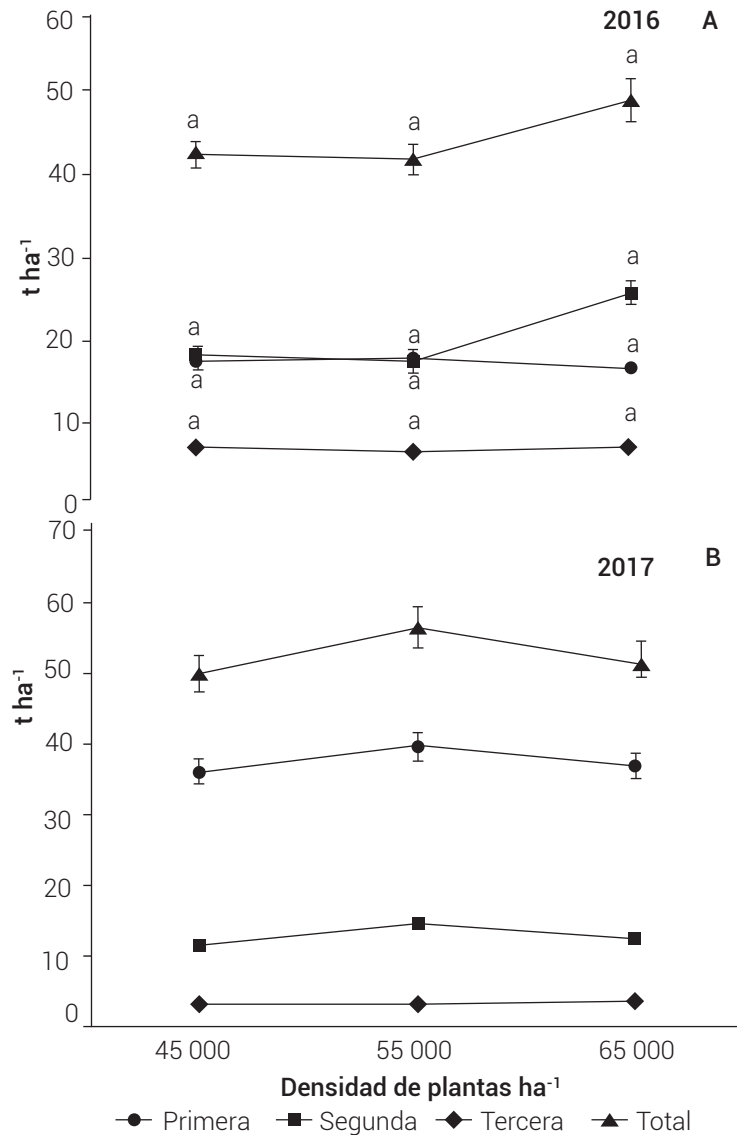 60
2016 A
a
50
a a
40
t ha-1
30
a
a a
20
a
a a
10
a a a
0
70
2017 B
60
50
t ha-1
40
30
20
10
0
45 000 55 000 65 000
Densidad de plantas ha-1
Primera Segunda Tercera Total